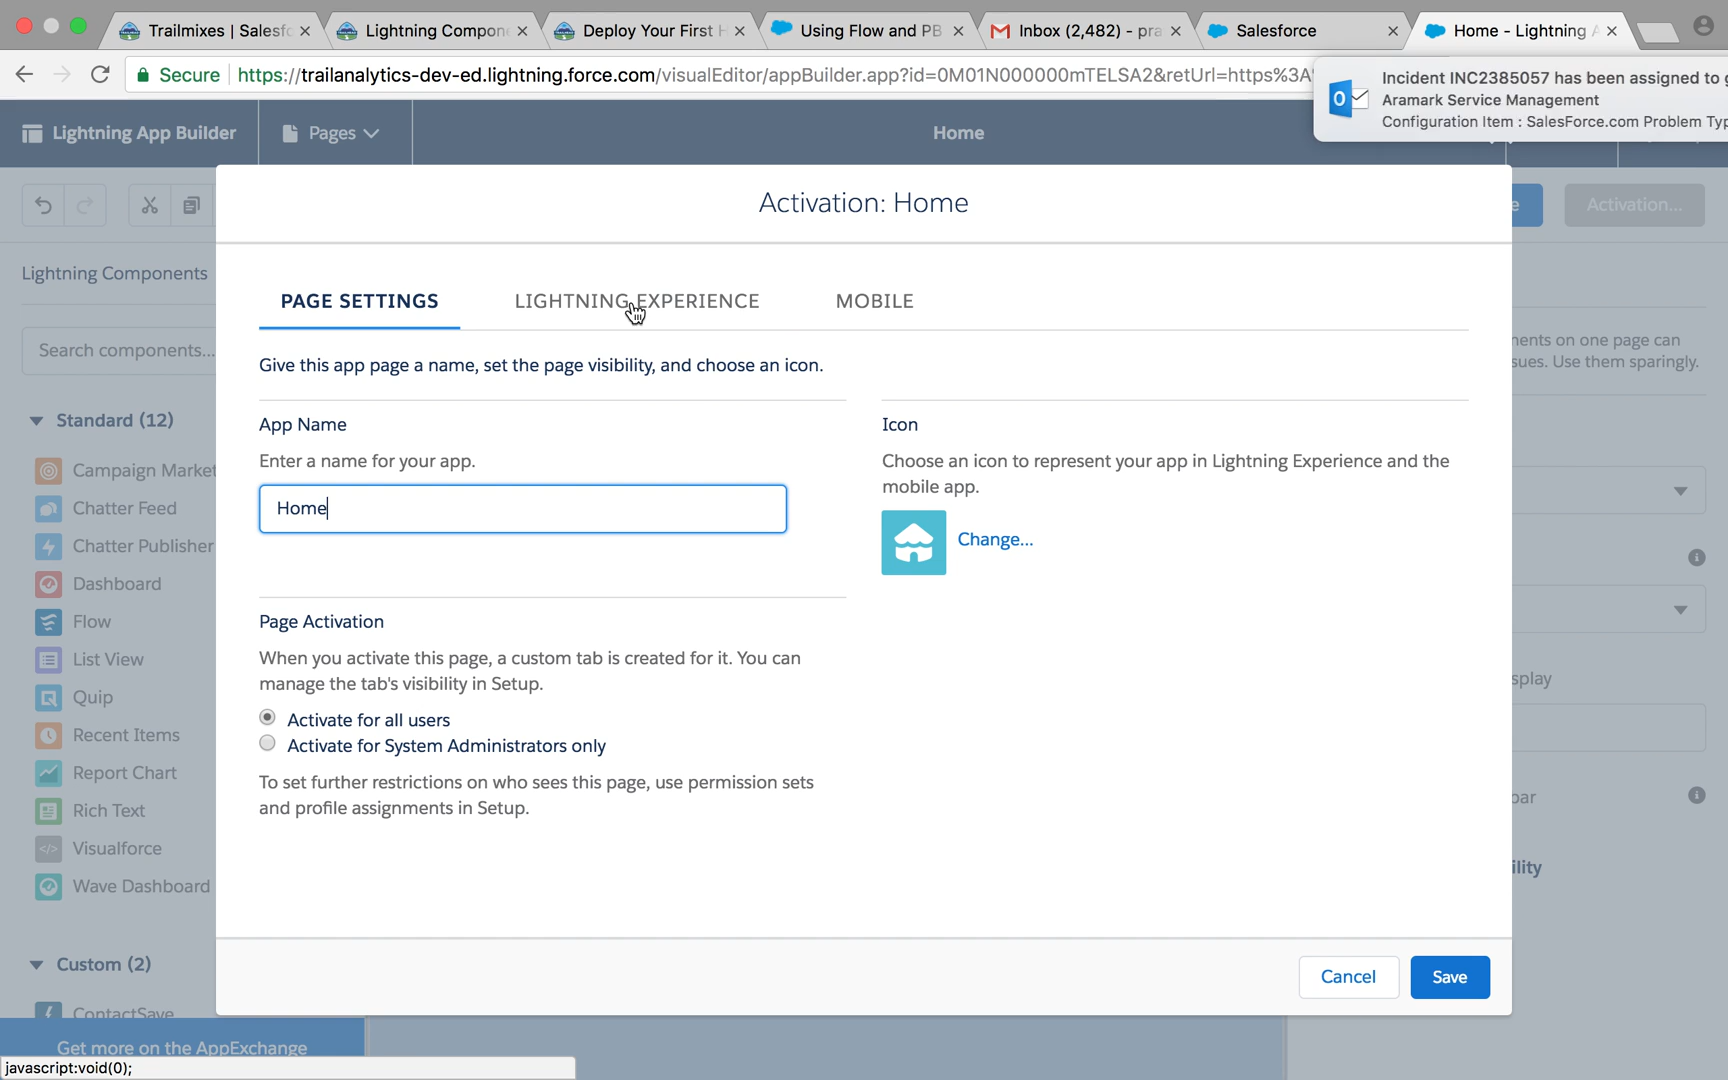 Trailmixes | Salesf
Lightning Compon
Deploy Your First H
Using Flow and PB
Inbox (2,482) - pra
Salesforce
Home - Lightning A
Secure
https://trailanalytics-dev-ed.lightning.force.com/visualEditor/appBuilder.app?id=0M01N000000mTELSA2&retUrl=https%3A
Incident INC2385057 has been assigned to g
Aramark Service Management
Configuration Item : SalesForce.com Problem Typ
Lightning App Builder
Pages
Home
Activation...
Activation: Home
Lightning Components
Search components...
Standard (12)
Campaign Market
Chatter Feed
Chatter Publisher
Dashboard
Flow
List View
Quip
Recent Items
Report Chart
Rich Text
Visualforce
Wave Dashboard
Custom (2)
ContactSave
Get more on the AppExchange
javascript:void(0);
PAGE SETTINGS
LIGHTNING EXPERIENCE
MOBILE
Give this app page a name, set the page visibility, and choose an icon.
App Name
Enter a name for your app.
Home
Icon
Choose an icon to represent your app in Lightning Experience and the
mobile app.
Change...
Page Activation
When you activate this page, a custom tab is created for it. You can
manage the tab's visibility in Setup.
Activate for all users
Activate for System Administrators only
To set further restrictions on who sees this page, use permission sets
and profile assignments in Setup.
Cancel
Save
nents on one page can
sues. Use them sparingly.
splay
bar
ility